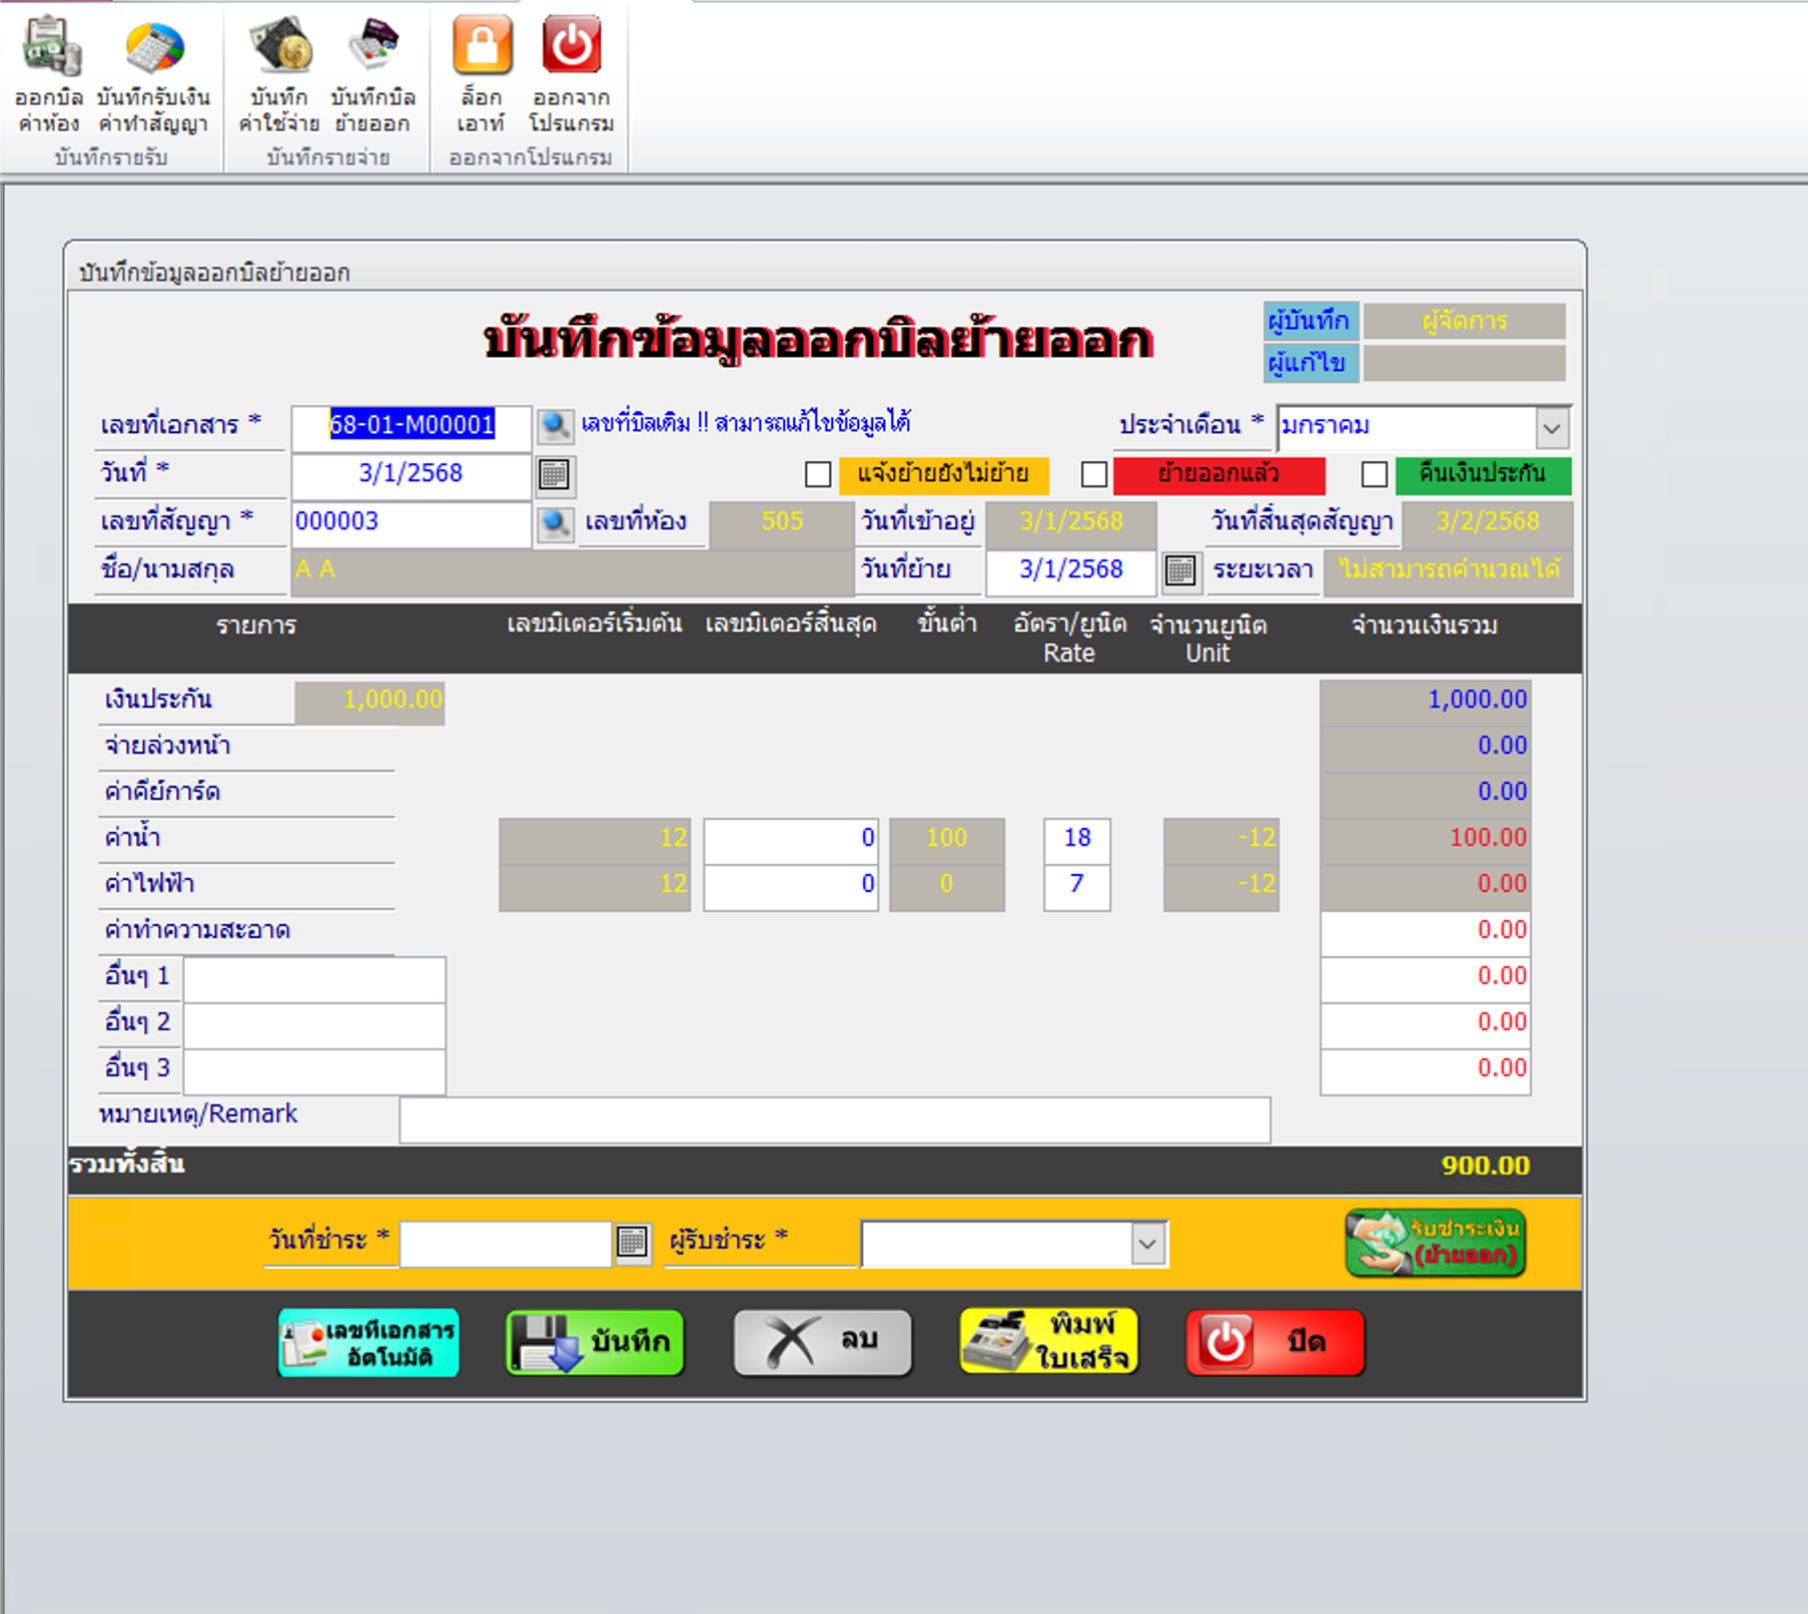 ออกบิล บันทึกรับเงิน บันทึก บันทึกบิล ล็อก ออกจาก
ค่าห้อง ค่าทำสัญญา ค่าใช้จ่าย ย้ายออก เอาท์ โปรแกรม
บันทึกรายรับ บันทึกรายจ่าย ออกจากโปรแกรม
บันทึกข้อมูลออกบิลย้ายออก
บันทึกข้อมูลออกบิลย้ายออก
ผู้บันทึก ผู้จัดการ
ผู้แก้ไข
เลขที่เอกสาร * 68-01-M00001 เลขที่บิลเดิม !! สามารถแก้ไขข้อมูลได้ ประจำเดือน * มกราคม
วันที่ * 3/1/2568 แจ้งย้ายยังไม่ย้าย ย้ายออกแล้ว คืนเงินประกัน
เลขที่สัญญา * 000003 เลขที่ห้อง 505 วันที่เข้าอยู่ 3/1/2568 วันที่สิ้นสุดสัญญา 3/2/2568
ชื่อ/นามสกุล A A วันที่ย้าย 3/1/2568 ระยะเวลา ไม่สามารถคำนวณได้
รายการ เลขมิเตอร์เริ่มต้น เลขมิเตอร์สิ้นสุด ขั้นต่ำ อัตรา/ยูนิต จำนวนยูนิต จำนวนเงินรวม
Rate Unit
เงินประกัน 1,000.00 1,000.00
จ่ายล่วงหน้า 0.00
ค่าคีย์การ์ด 0.00
ค่าน้ำ 12 0 100 18 -12 100.00
ค่าไฟฟ้า 12 0 0 7 -12 0.00
ค่าทำความสะอาด 0.00
อื่นๆ 1 0.00
อื่นๆ 2 0.00
อื่นๆ 3 0.00
หมายเหตุ/Remark
รวมทั้งสิ้น 900.00
วันที่ชำระ * ผู้รับชำระ * รับชำระเงิน
(ย้ายออก)
เลขที่เอกสาร บันทึก ลบ พิมพ์ ปิด
อัตโนมัติ ใบเสร็จ